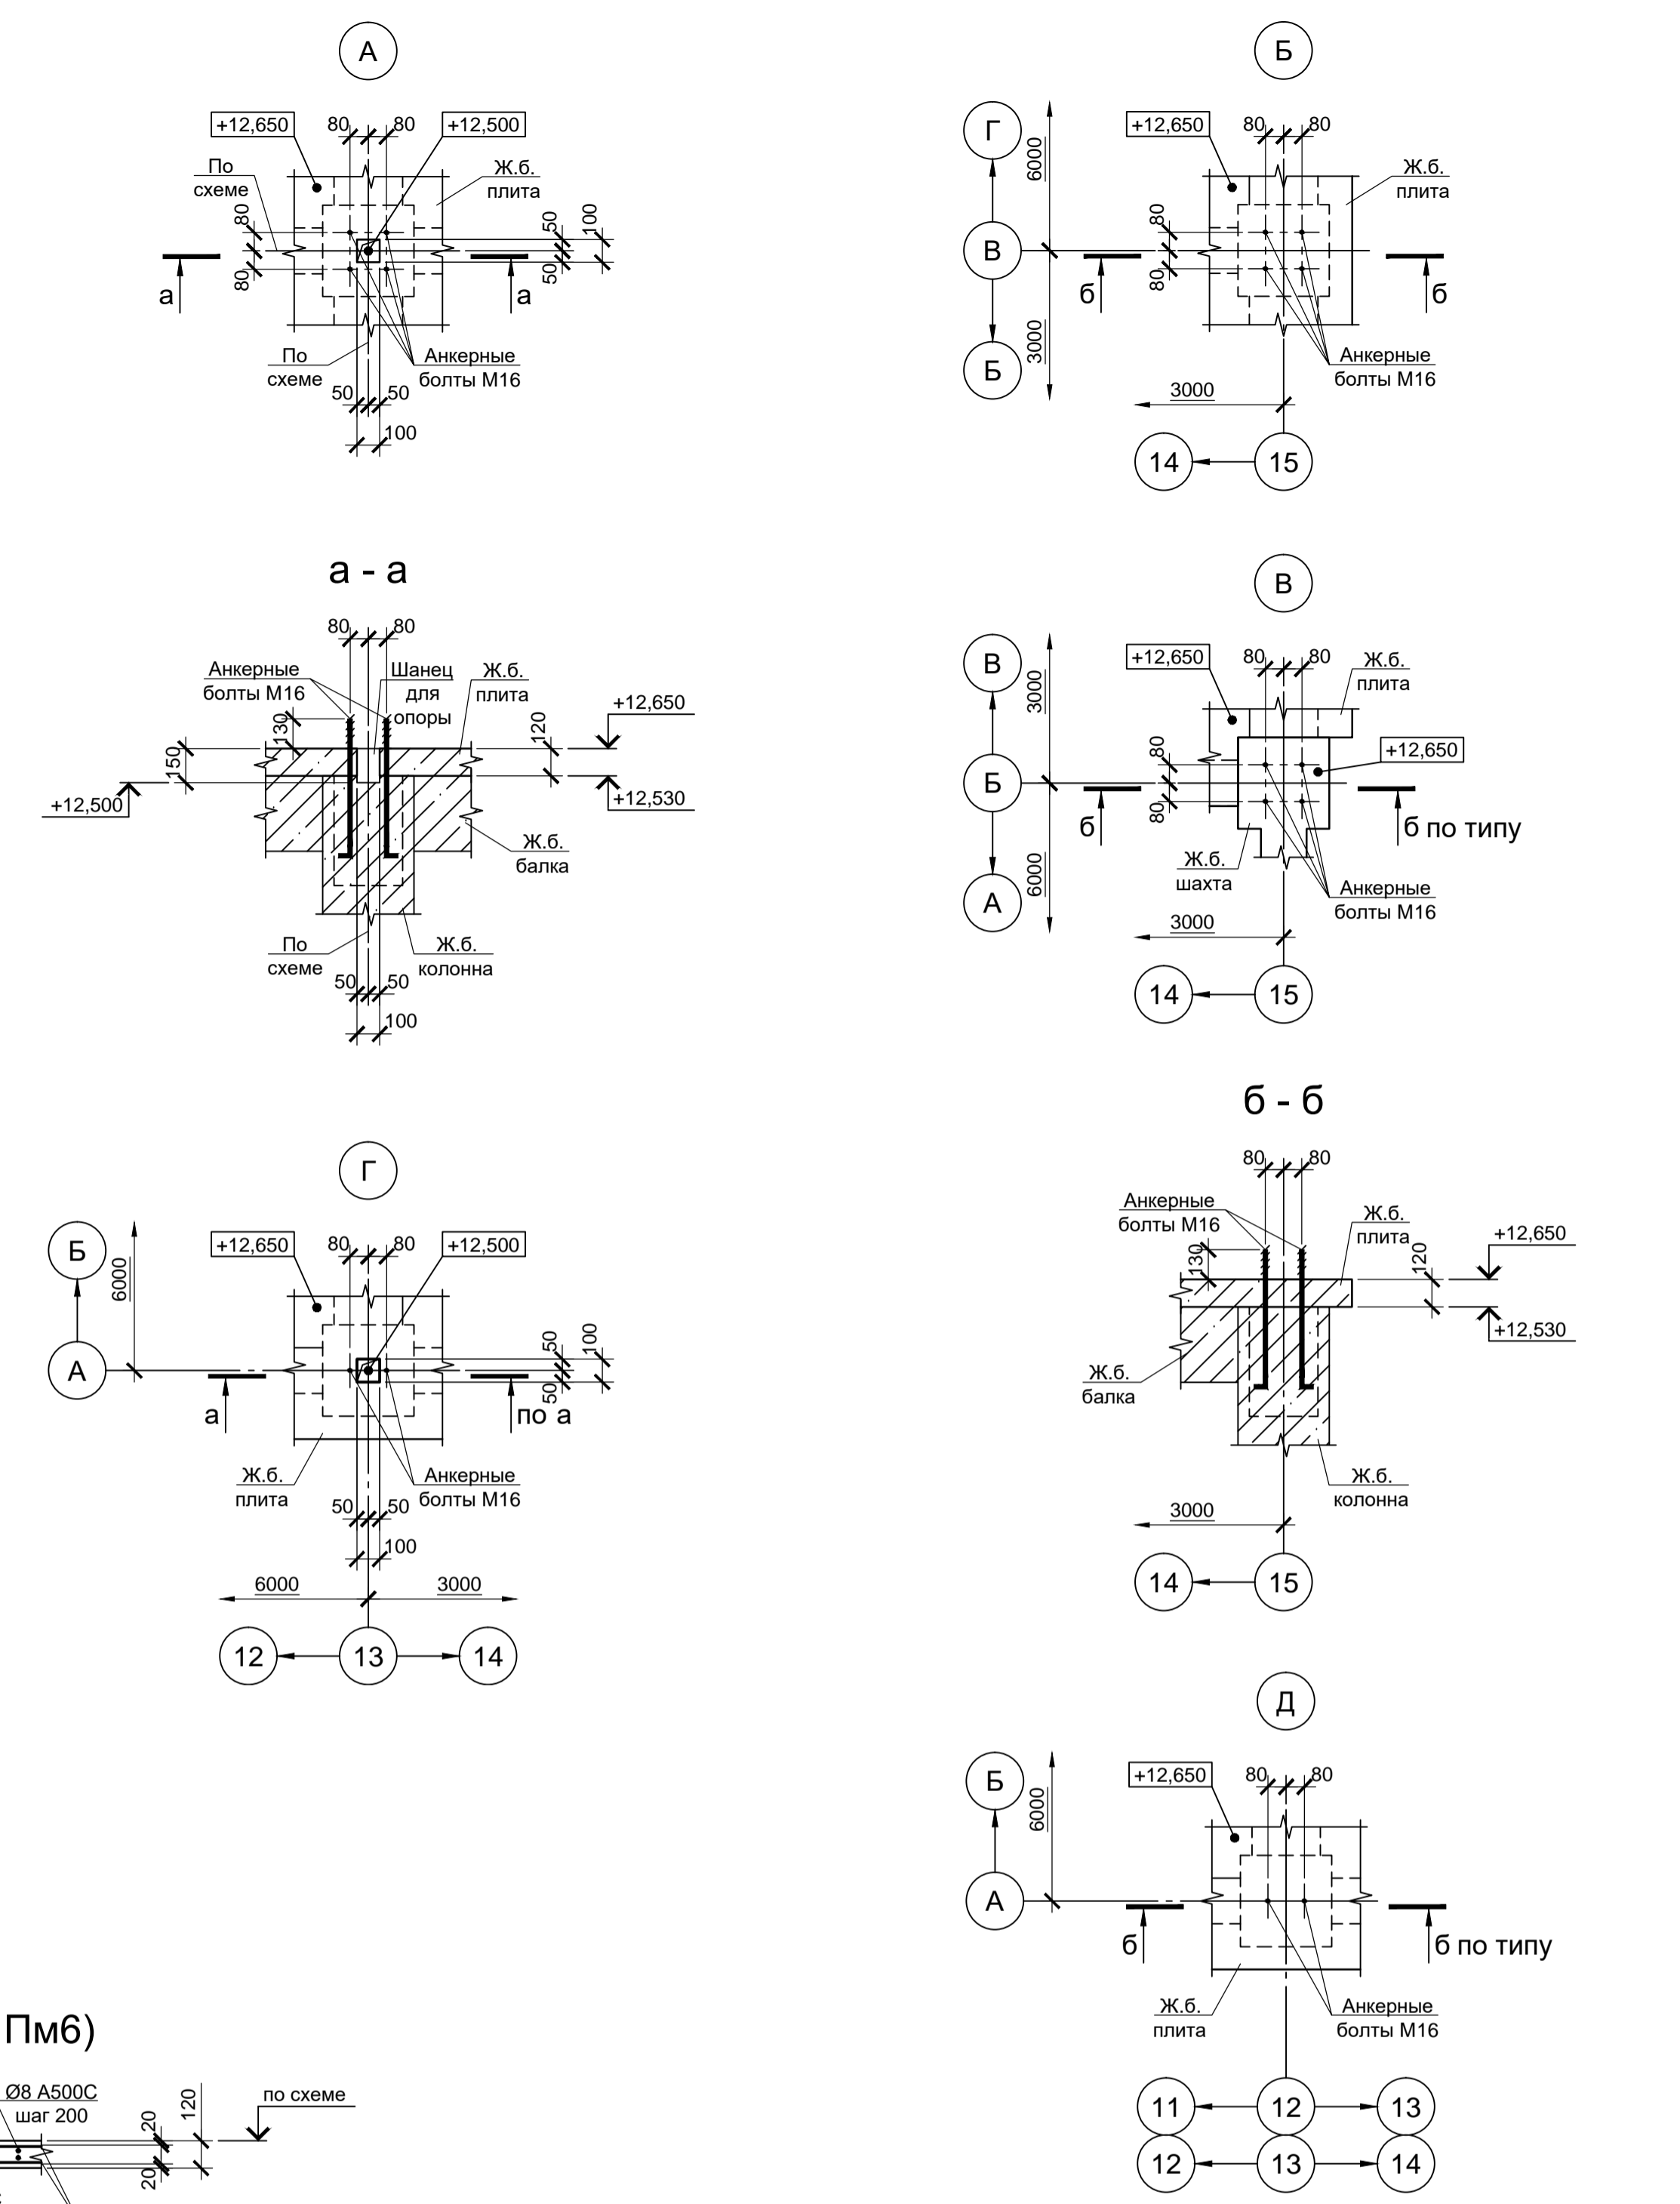 А
+12,650
80
80
+12,500
По
схеме
Ж.б.
плита
80
80
50
100
50
а
а
По
схеме
Анкерные
болты М16
50
50
100
Б
Г
6000
+12,650
80
80
Ж.б.
плита
80
В
80
б
б
3000
Б
Анкерные
болты М16
3000
14
15
а - а
80
80
Анкерные
болты М16
Шанец
для
опоры
Ж.б.
плита
+12,650
130
120
150
+12,500
+12,530
Ж.б.
балка
По
схеме
Ж.б.
колонна
50
50
100
В
В
3000
+12,650
80
80
Ж.б.
плита
+12,650
80
Б
80
б
б по типу
Ж.б.
шахта
6000
А
Анкерные
болты М16
3000
14
15
б - б
80
80
Анкерные
болты М16
Ж.б.
плита
+12,650
130
120
+12,530
Ж.б.
балка
Ж.б.
колонна
3000
14
15
Г
Б
6000
+12,650
80
80
+12,500
А
50
100
50
а
по а
Ж.б.
плита
Анкерные
болты М16
50
50
100
6000
3000
12
13
14
Д
Б
6000
+12,650
80
80
А
б
б по типу
Ж.б.
плита
Анкерные
болты М16
11
12
13
12
13
14
Пм6)
Ø8 А500С
шаг 200
20
120
по схеме
20